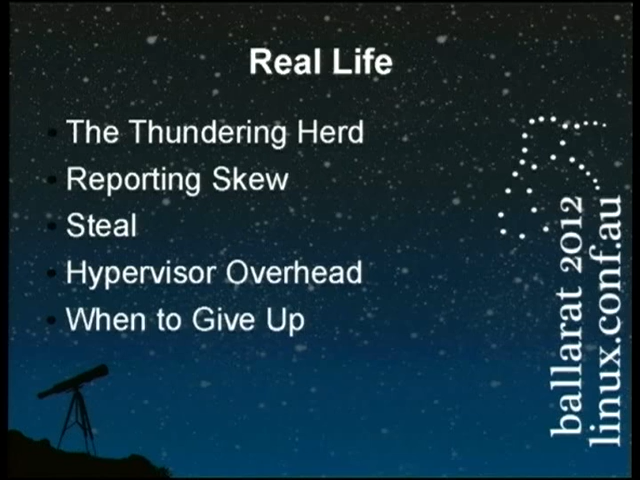 Real Life
The Thundering Herd
Reporting Skew
Steal
Hypervisor Overhead
When to Give Up
ballarat 2012
linux.conf.au